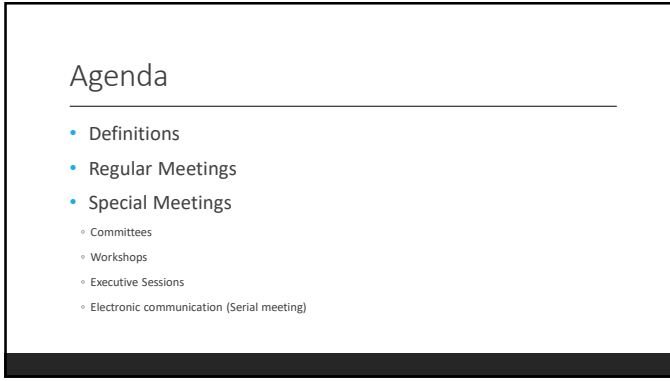 Agenda
• Definitions
• Regular Meetings
• Special Meetings
◦ Committees
◦ Workshops
◦ Executive Sessions
◦ Electronic communication (Serial meeting)